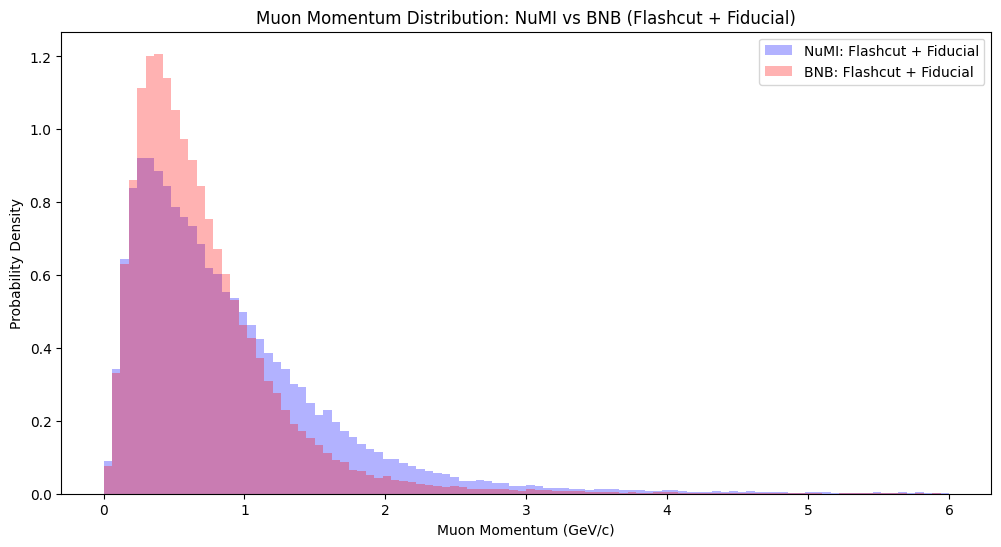 Muon Momentum Distribution: NuMI vs BNB (Flashcut + Fiducial)
NuMI: Flashcut + Fiducial
BNB: Flashcut + Fiducial
Probability Density
1.2
1.0
0.8
0.6
0.4
0.2
0.0
0 1 2 3 4 5 6
Muon Momentum (GeV/c)